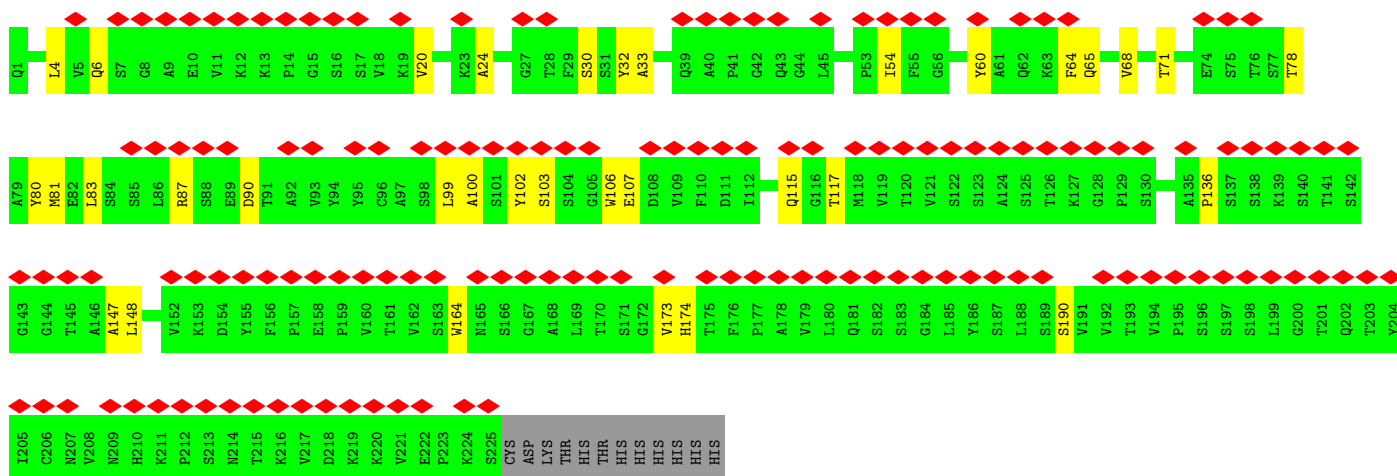 Q1 L4 V5 Q6 S7 G8 A9 E10 V11 K12 K13 P14 G15 S16 S17 V18 K19 V20 K23 A24 G27 T28 F29 S30 S31 Y32 A33 Q39 A40 P41 G42 Q43 G44 L45 P53 I54 F55 G56 Y60 A61 Q62 K63 F64 Q65 V68 T71 E74 S75 T76 S77 T78
A79 Y80 M81 E82 L83 S84 S85 L86 R87 S88 E89 D90 T91 A92 V93 Y94 Y95 C96 A97 S98 L99 A100 S101 Y102 S103 S104 G105 W106 E107 D108 V109 F110 D111 I112 Q115 G116 T117 M118 V119 T120 V121 S122 S123 A124 S125 T126 K127 G128 P129 S130 A135 P136 S137 S138 K139 S140 T141 S142
G143 G144 T145 A146 A147 L148 V152 K153 D154 Y155 F156 P157 E158 P159 V160 T161 V162 S163 W164 N165 S166 G167 A168 L169 T170 S171 G172 V173 H174 T175 F176 P177 A178 V179 L180 Q181 S182 S183 G184 L185 Y186 S187 L188 S189 S190 V191 V192 T193 V194 P195 S196 S197 S198 L199 G200 T201 Q202 T203 Y204
I205 C206 N207 V208 N209 H210 K211 P212 S213 N214 T215 K216 V217 D218 K219 K220 V221 E222 P223 K224 S225 CYS ASP LYS THR HIS THR HIS HIS HIS HIS HIS HIS